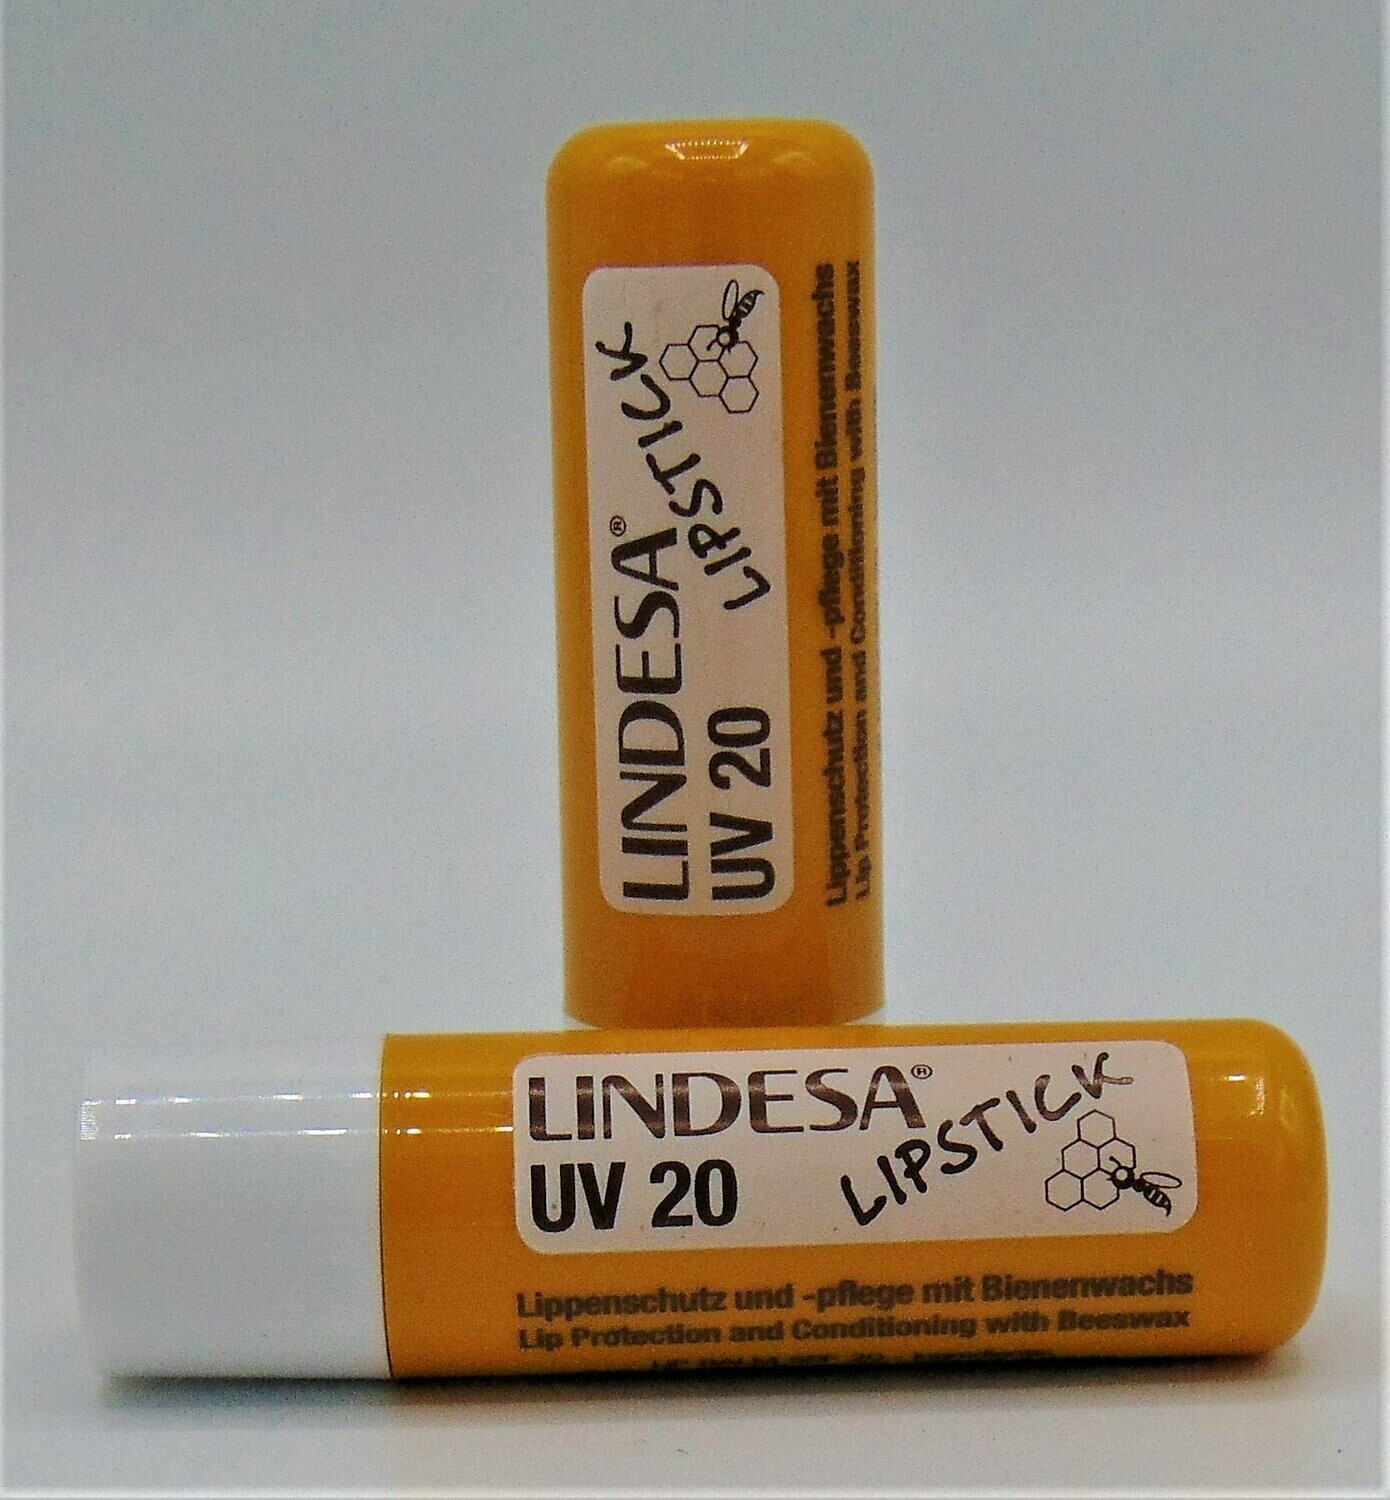 LINDESA®
LIPSTICK
UV 20
Lippenschutz und -pflege mit Bienenwachs
Lip Protection and Conditioning with Beeswax
LINDESA®
LIPSTICK
UV 20
Lippenschutz und -pflege mit Bienenwachs
Lip Protection and Conditioning with Beeswax